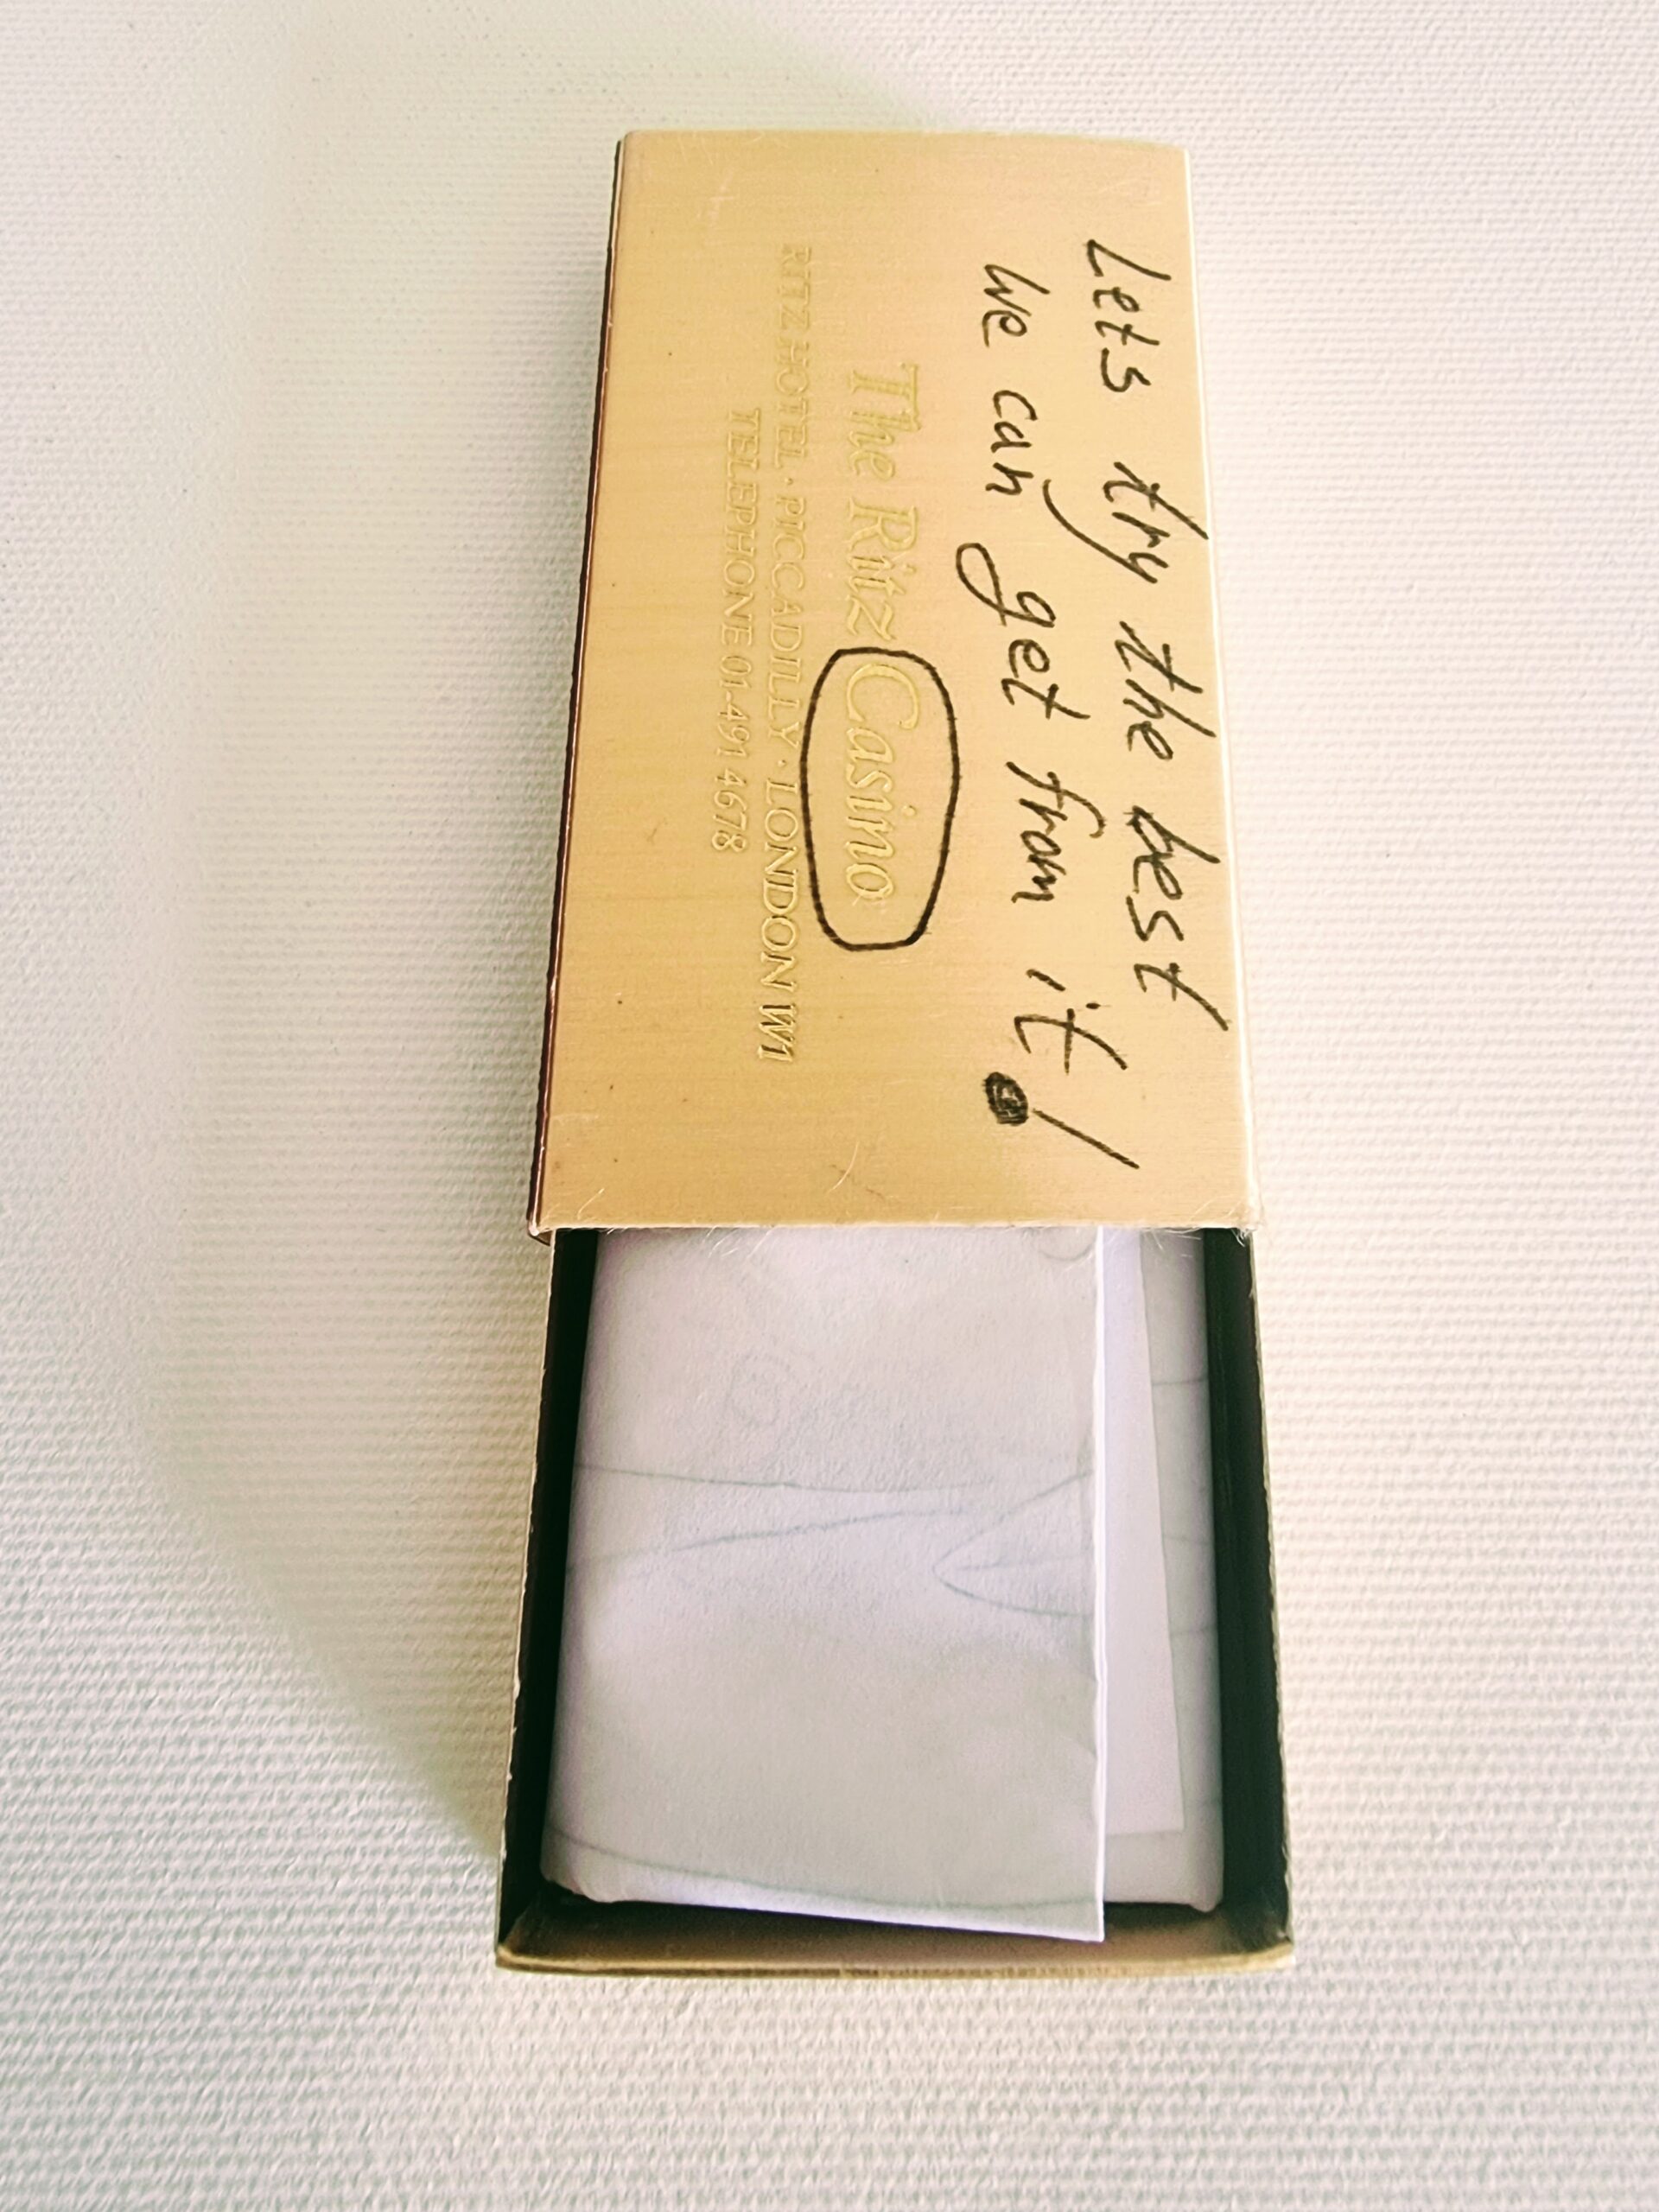 Lets try the best
we can get from it!
The Ritz Casino
RITZ HOTEL · PICCADILLY · LONDON W1
TELEPHONE 01-491 4678